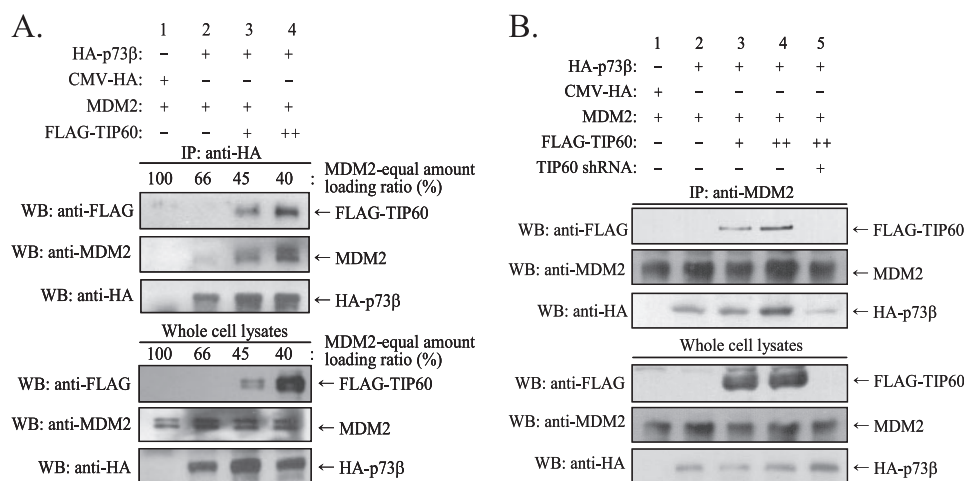 A.
1 2 3 4
HA-p73β: – + + +
CMV-HA: + – – –
MDM2: + + + +
FLAG-TIP60: – – + ++
IP: anti-HA
100 66 45 40 : MDM2-equal amount
loading ratio (%)
WB: anti-FLAG ← FLAG-TIP60
WB: anti-MDM2 ← MDM2
WB: anti-HA ← HA-p73β
Whole cell lysates
100 66 45 40 : MDM2-equal amount
loading ratio (%)
WB: anti-FLAG ← FLAG-TIP60
WB: anti-MDM2 ← MDM2
WB: anti-HA ← HA-p73β
B.
1 2 3 4 5
HA-p73β: – + + + +
CMV-HA: + – – – –
MDM2: + + + + +
FLAG-TIP60: – – + ++ ++
TIP60 shRNA: – – – – +
IP: anti-MDM2
WB: anti-FLAG ← FLAG-TIP60
WB: anti-MDM2 ← MDM2
WB: anti-HA ← HA-p73β
Whole cell lysates
WB: anti-FLAG ← FLAG-TIP60
WB: anti-MDM2 ← MDM2
WB: anti-HA ← HA-p73β